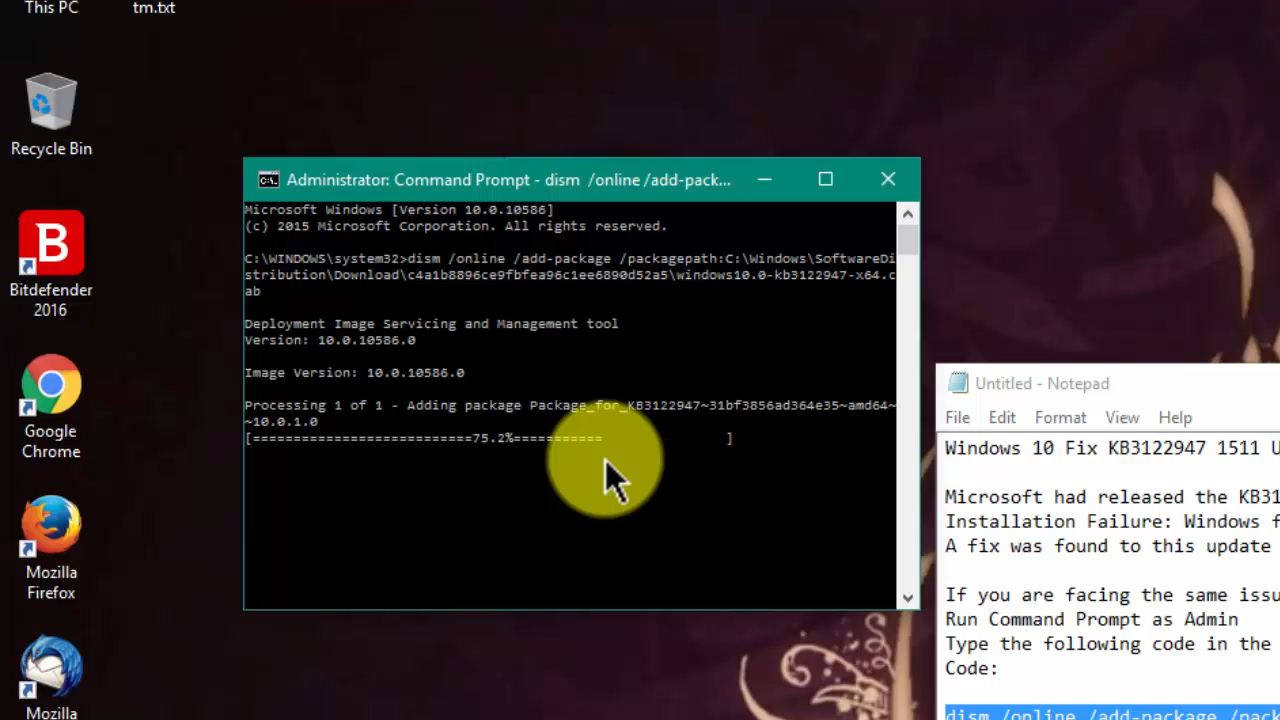 This PC
tm.txt
Recycle Bin
B
Bitdefender
2016
Google
Chrome
Mozilla
Firefox
Mozilla
Administrator: Command Prompt - dism /online /add-pack...
Microsoft Windows [Version 10.0.10586]
(c) 2015 Microsoft Corporation. All rights reserved.
C:\WINDOWS\system32>dism /online /add-package /packagepath:C:\Windows\SoftwareDi
stribution\Download\c4a1b8896ce9fbfea96c1ee6890d52a5\windows10.0-kb3122947-x64.c
ab
Deployment Image Servicing and Management tool
Version: 10.0.10586.0
Image Version: 10.0.10586.0
Processing 1 of 1 - Adding package Package_for_KB3122947~31bf3856ad364e35~amd64~
~10.0.1.0
[===========================75.2%===========                ]
Untitled - Notepad
File Edit Format View Help
Windows 10 Fix KB3122947 1511 U
Microsoft had released the KB31
Installation Failure: Windows f
A fix was found to this update
If you are facing the same issu
Run Command Prompt as Admin
Type the following code in the
Code:
dism /online /add-package /pack